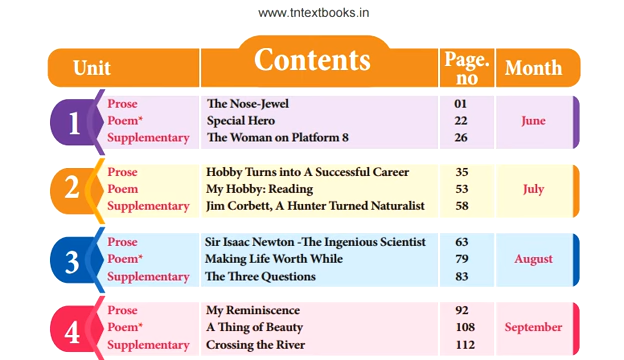 www.tntextbooks.in
Unit Contents Page. no Month
1 Prose The Nose-Jewel 01 June
Poem* Special Hero 22
Supplementary The Woman on Platform 8 26
2 Prose Hobby Turns into A Successful Career 35 July
Poem My Hobby: Reading 53
Supplementary Jim Corbett, A Hunter Turned Naturalist 58
3 Prose Sir Isaac Newton -The Ingenious Scientist 63 August
Poem* Making Life Worth While 79
Supplementary The Three Questions 83
4 Prose My Reminiscence 92 September
Poem* A Thing of Beauty 108
Supplementary Crossing the River 112